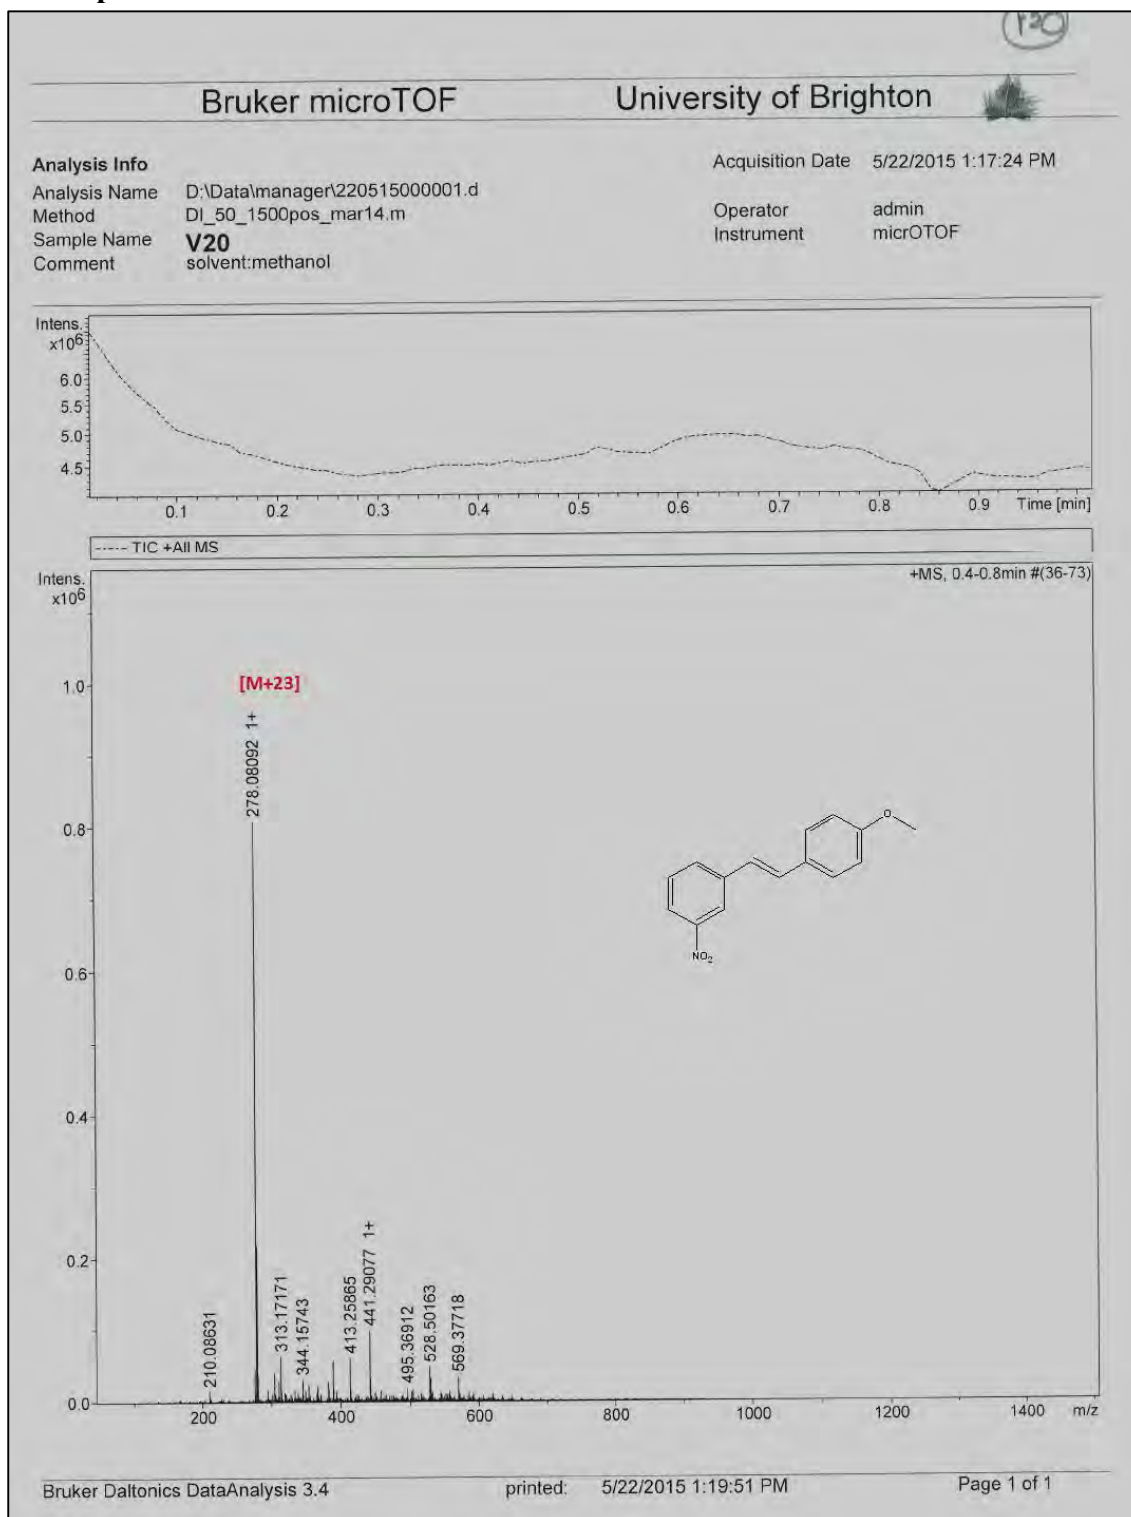 Bruker microTOF University of Brighton
Analysis Info
Acquisition Date 5/22/2015 1:17:24 PM
Analysis Name D:\Data\manager\220515000001.d
Method DI_50_1500pos_mar14.m
Operator admin
Sample Name V20
Instrument micrOTOF
Comment solvent:methanol
Intens.
x106
6.0
5.5
5.0
4.5
0.1 0.2 0.3 0.4 0.5 0.6 0.7 0.8 0.9 Time [min]
TIC +All MS
Intens.
x106
+MS, 0.4-0.8min #(36-73)
[M+23]
1.0
278.08092 1+
0.8
O
NO2
0.6
0.4
0.2
210.08631
313.17171
344.15743
413.25865
441.29077 1+
495.36912
528.50163
569.37718
0.0
200 400 600 800 1000 1200 1400 m/z
Bruker Daltonics DataAnalysis 3.4 printed: 5/22/2015 1:19:51 PM Page 1 of 1